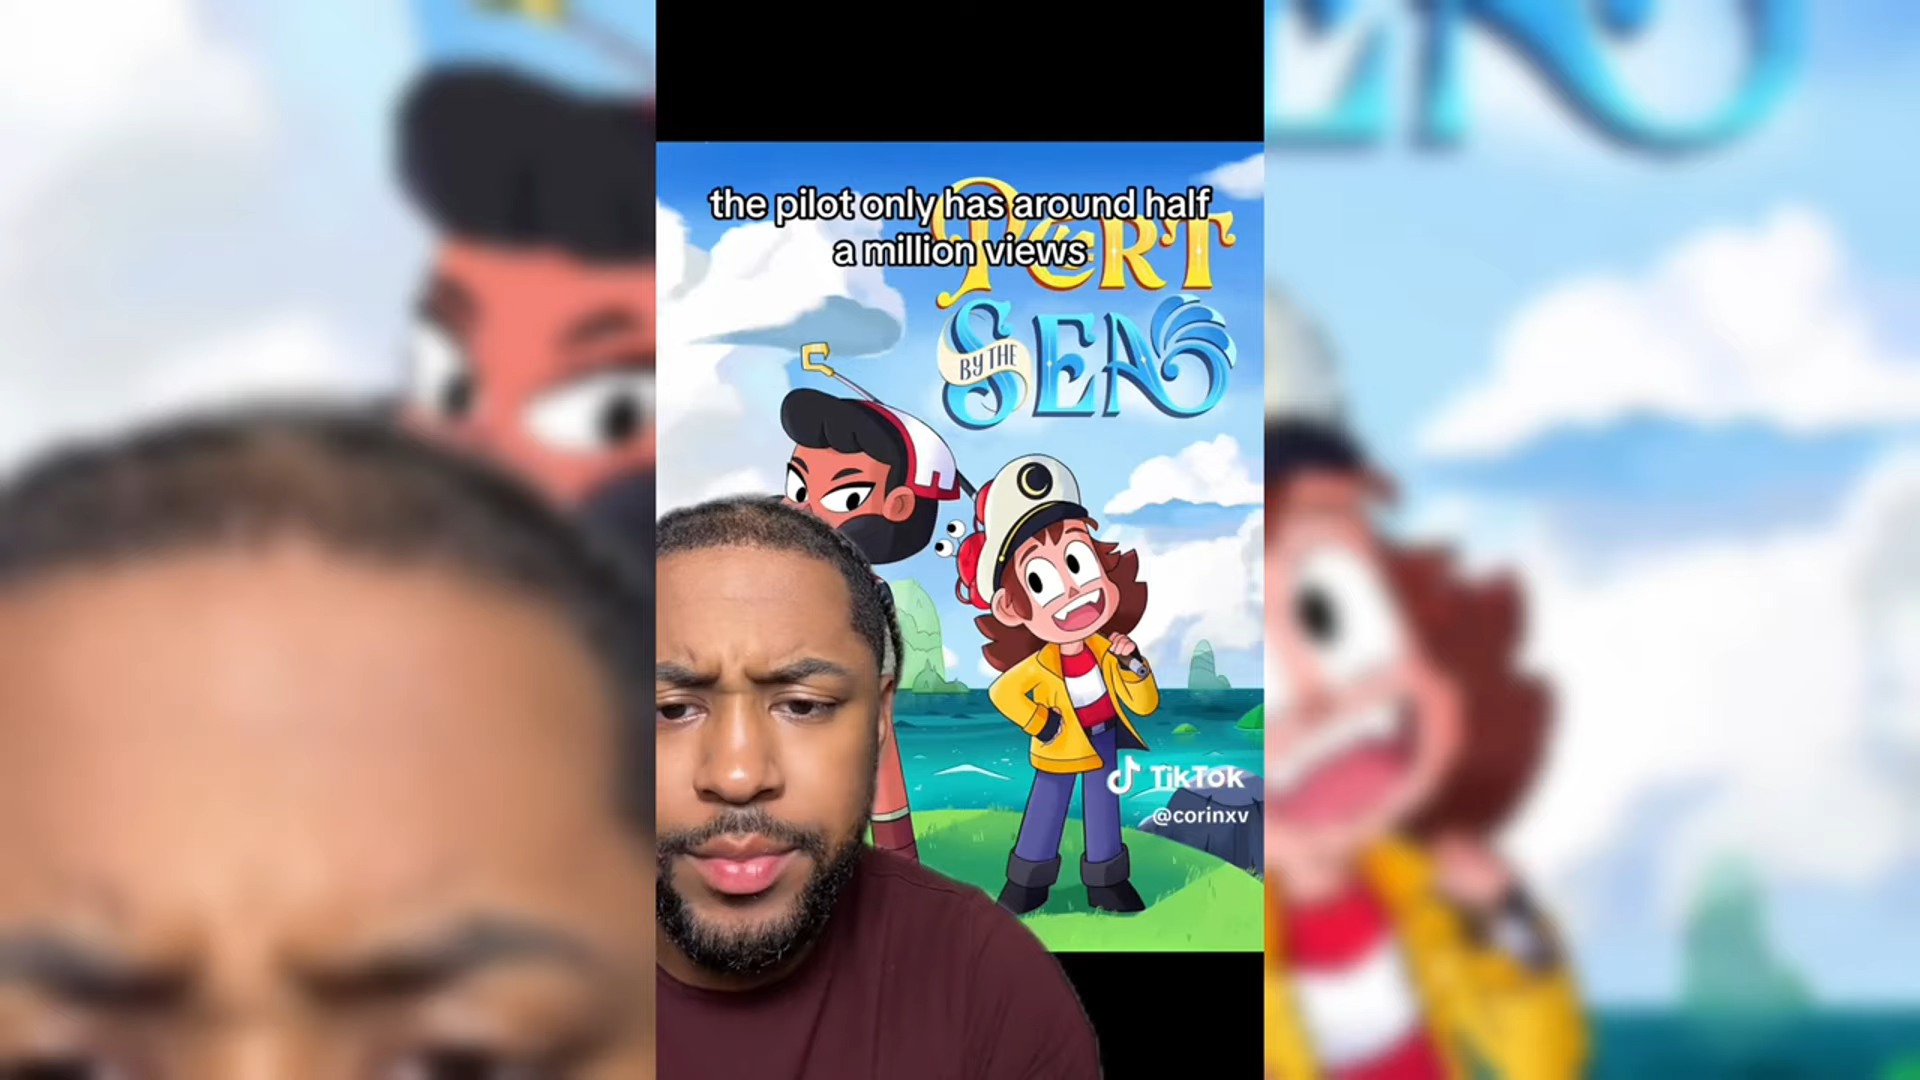 the pilot only has around half
a million views
PORT
BY THE
SEA
TikTok
@corinxv